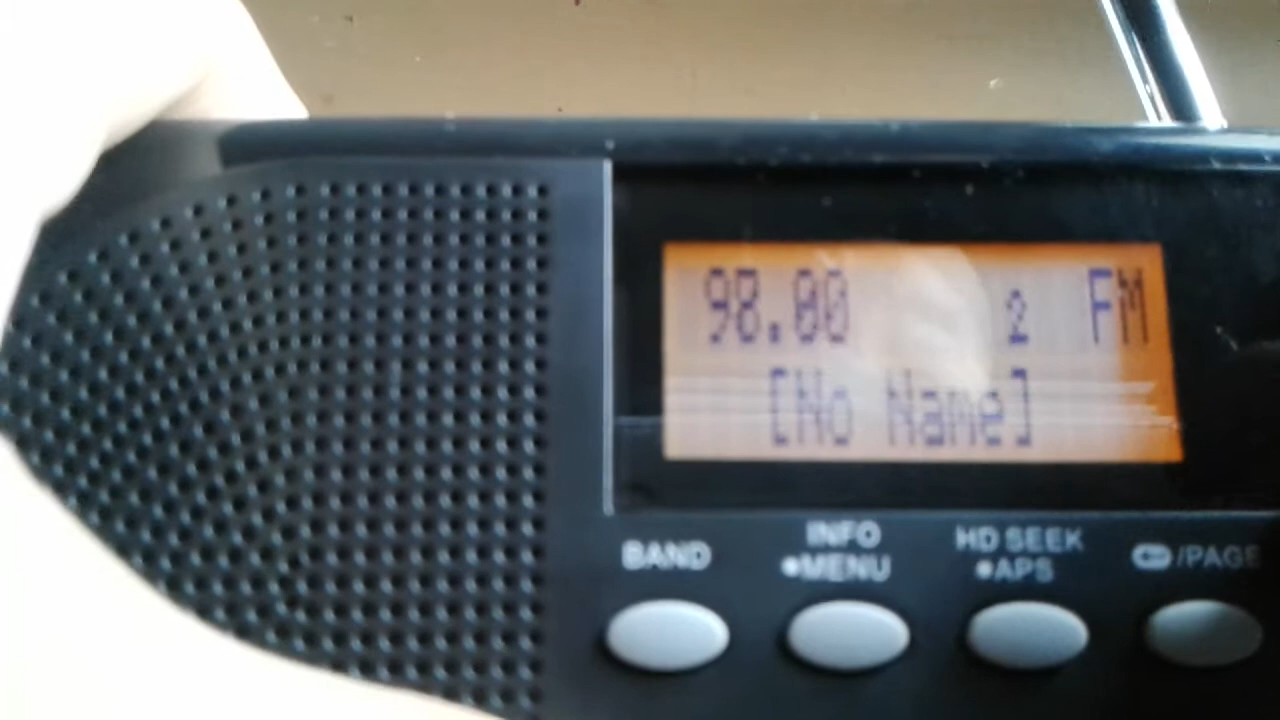 98.00 2 FM
[No Name]
BAND
INFO
•MENU
HD SEEK
•APS
/PAGE